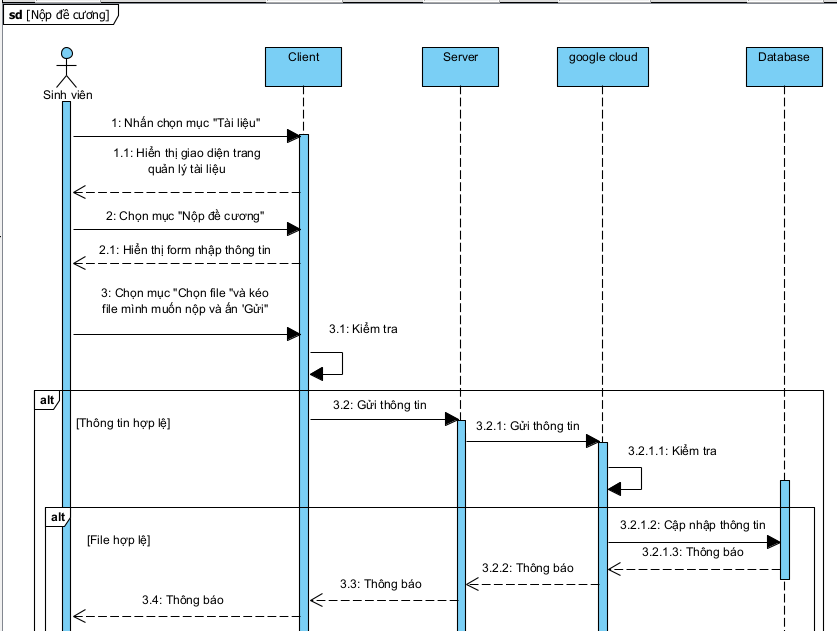 sd [Nộp đề cương]
Sinh viên
Client
Server
google cloud
Database
1: Nhấn chọn mục "Tài liệu"
1.1: Hiển thị giao diện trang
quản lý tài liệu
2: Chọn mục "Nộp đề cương"
2.1: Hiển thị form nhập thông tin
3: Chọn mục "Chọn file "và kéo
file mình muốn nộp và ấn 'Gửi"
3.1: Kiểm tra
alt
[Thông tin hợp lệ]
3.2: Gửi thông tin
3.2.1: Gửi thông tin
3.2.1.1: Kiểm tra
alt
[File hợp lệ]
3.2.1.2: Cập nhập thông tin
3.2.1.3: Thông báo
3.2.2: Thông báo
3.3: Thông báo
3.4: Thông báo